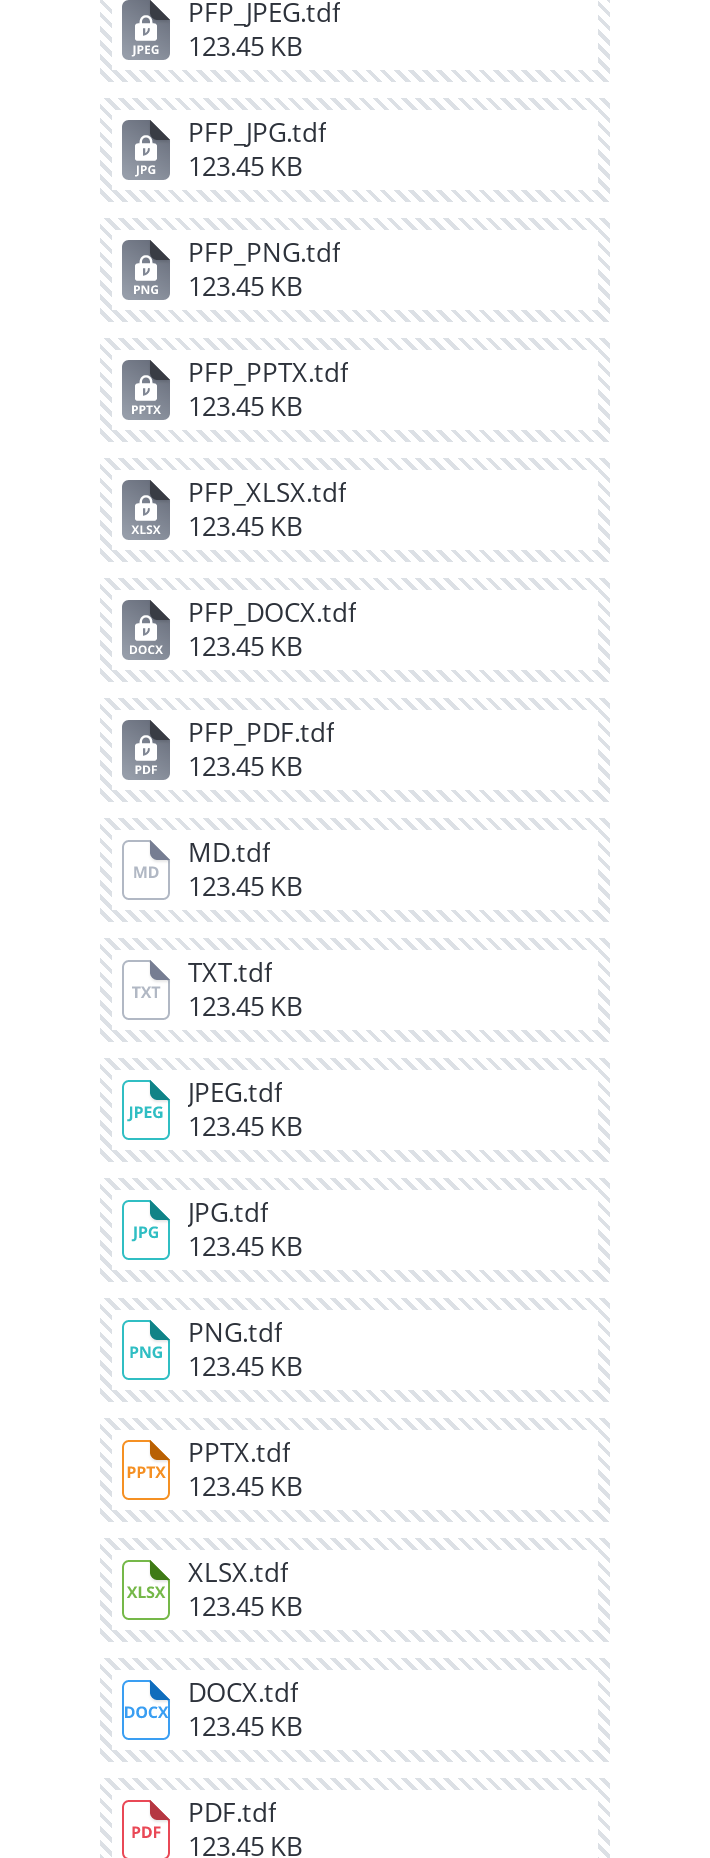 PFP_JPEG.tdf
JPEG
123.45 KB
PFP_JPG.tdf
JPG
123.45 KB
PFP_PNG.tdf
PNG
123.45 KB
PFP_PPTX.tdf
PPTX
123.45 KB
PFP_XLSX.tdf
XLSX
123.45 KB
PFP_DOCX.tdf
DOCX
123.45 KB
PFP_PDF.tdf
PDF
123.45 KB
MD.tdf
MD
123.45 KB
TXT.tdf
TXT
123.45 KB
JPEG.tdf
JPEG
123.45 KB
JPG.tdf
JPG
123.45 KB
PNG.tdf
PNG
123.45 KB
PPTX.tdf
PPTX
123.45 KB
XLSX.tdf
XLSX
123.45 KB
DOCX.tdf
DOCX
123.45 KB
PDF.tdf
PDF
123.45 KB